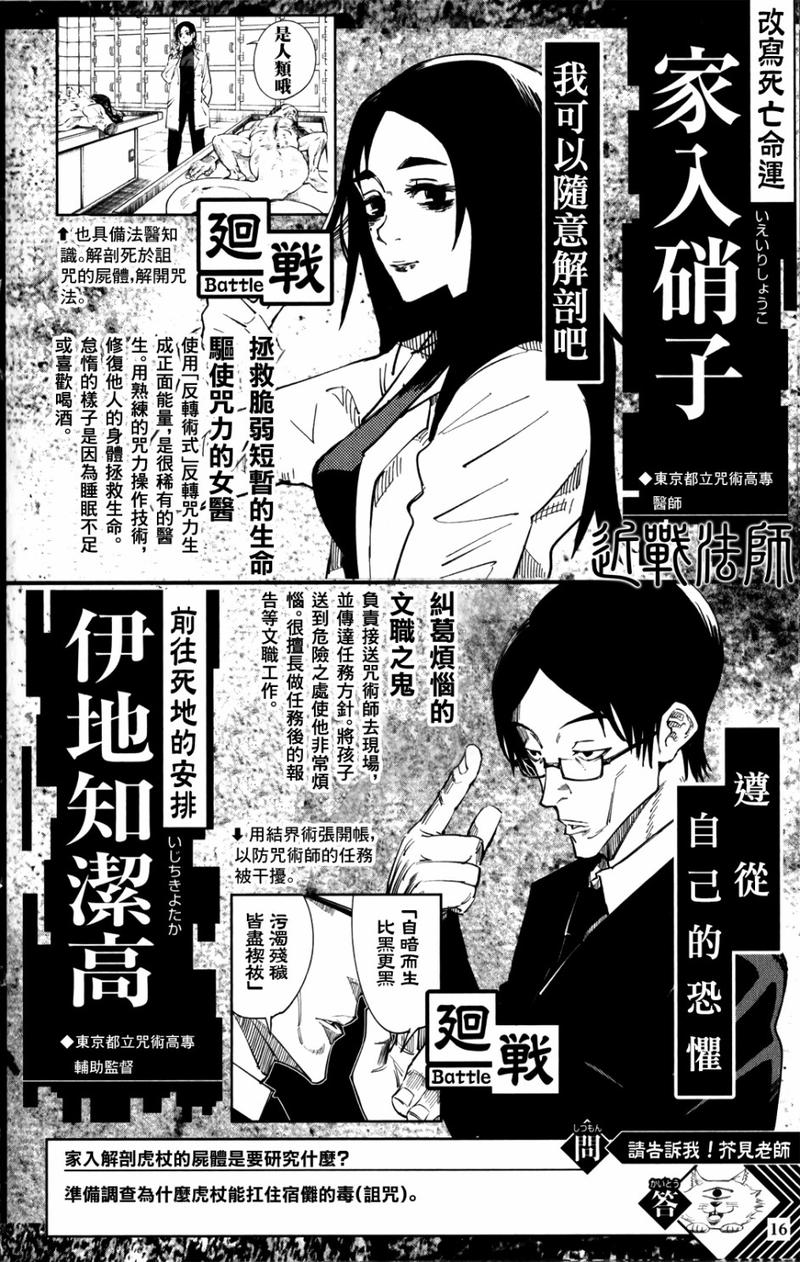 改寫死亡命運
家入硝子
いえいりしょうこ
◆東京都立咒術高專
醫師
我可以隨意解剖吧
是人類哦
廻戦
Battle
⬆也具備法醫知
識。解剖死於詛
咒的屍體,解開咒
法。
拯救脆弱短暫的生命
驅使咒力的女醫
使用「反轉術式」反轉咒力生
成正面能量,是很稀有的醫
生。用熟練的咒力操作技術,
修復他人的身體拯救生命。
怠惰的樣子是因為睡眠不足
或喜歡喝酒。
近戰法師
前往死地的安排
伊地知潔高
いじちきよたか
◆東京都立咒術高專
輔助監督
遵從
自己的恐懼
糾葛煩惱的
文職之鬼
負責接送咒術師去現場,
並傳達任務方針。將孩子
送到危險之處使他非常煩
惱。很擅長做任務後的報
告等文職工作。
⬇用結界術張開帳,
以防咒術師的任務
被干擾。
「自暗而生
比黑更黑
污濁殘穢
皆盡禊祓」
廻戦
Battle
請告訴我!芥見老師
しつもん
問
家入解剖虎杖的屍體是要研究什麼?
かいとう
答
準備調查為什麼虎杖能扛住宿儺的毒(詛咒)。
16